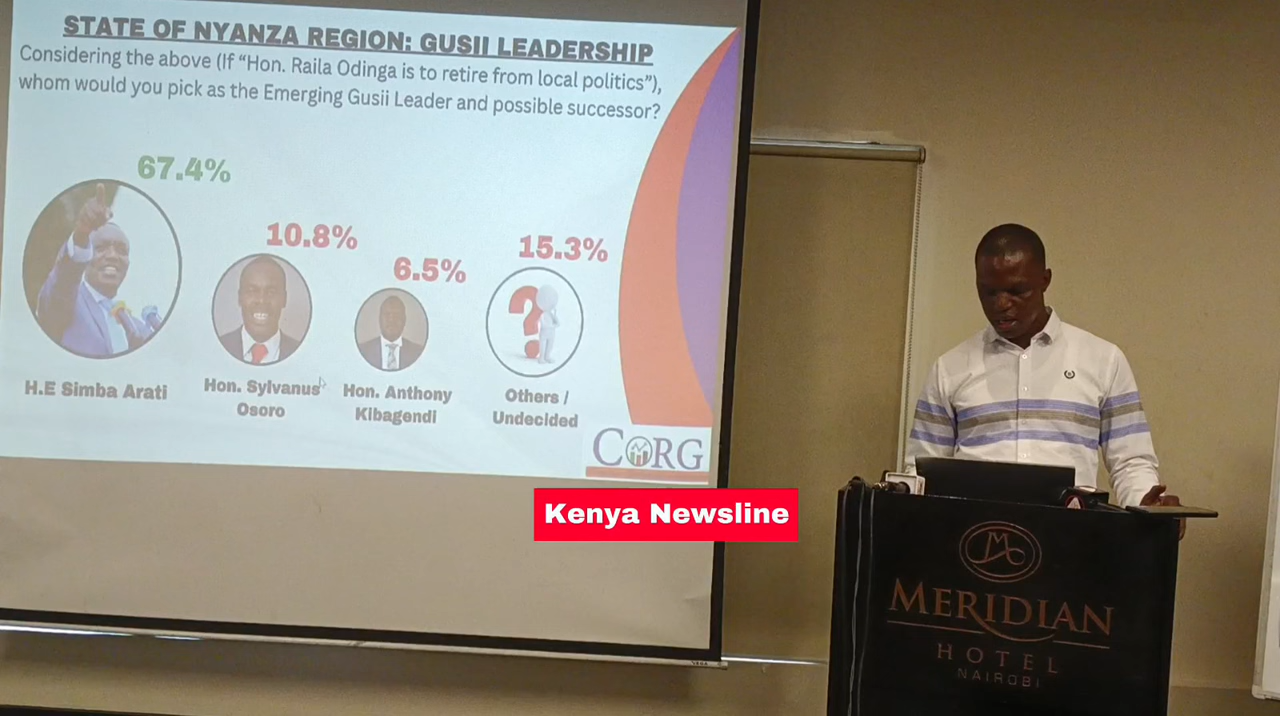 STATE OF NYANZA REGION: GUSII LEADERSHIP
Considering the above (If “Hon. Raila Odinga is to retire from local politics”),
whom would you pick as the Emerging Gusii Leader and possible successor?
67.4%
10.8%
6.5%
15.3%
H.E Simba Arati
Hon. Sylvanus
Osoro
Hon. Anthony
Kibagendi
Others /
Undecided
CORG
Kenya Newsline
MERIDIAN
HOTEL
NAIROBI